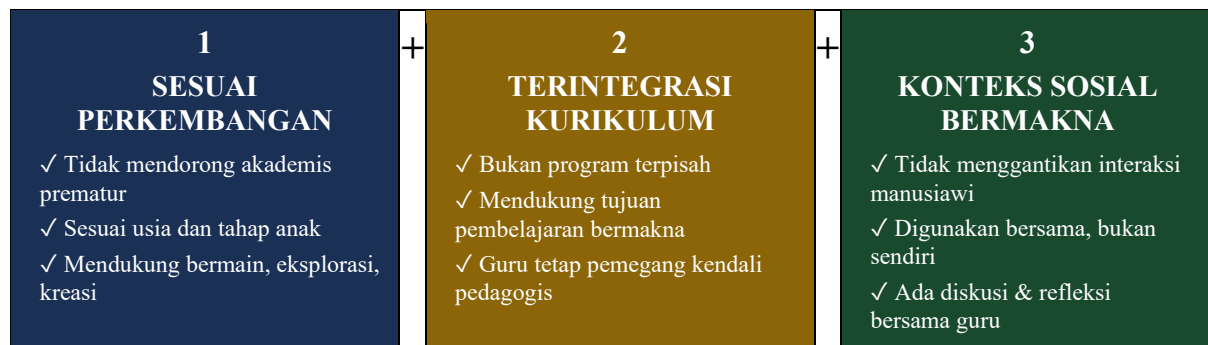 1
SESUAI
PERKEMBANGAN
✓ Tidak mendorong akademis
prematur
✓ Sesuai usia dan tahap anak
✓ Mendukung bermain, eksplorasi,
kreasi
+
2
TERINTEGRASI
KURIKULUM
✓ Bukan program terpisah
✓ Mendukung tujuan
pembelajaran bermakna
✓ Guru tetap pemegang kendali
pedagogis
+
3
KONTEKS SOSIAL
BERMAKNA
✓ Tidak menggantikan interaksi
manusiawi
✓ Digunakan bersama, bukan
sendiri
✓ Ada diskusi & refleksi
bersama guru